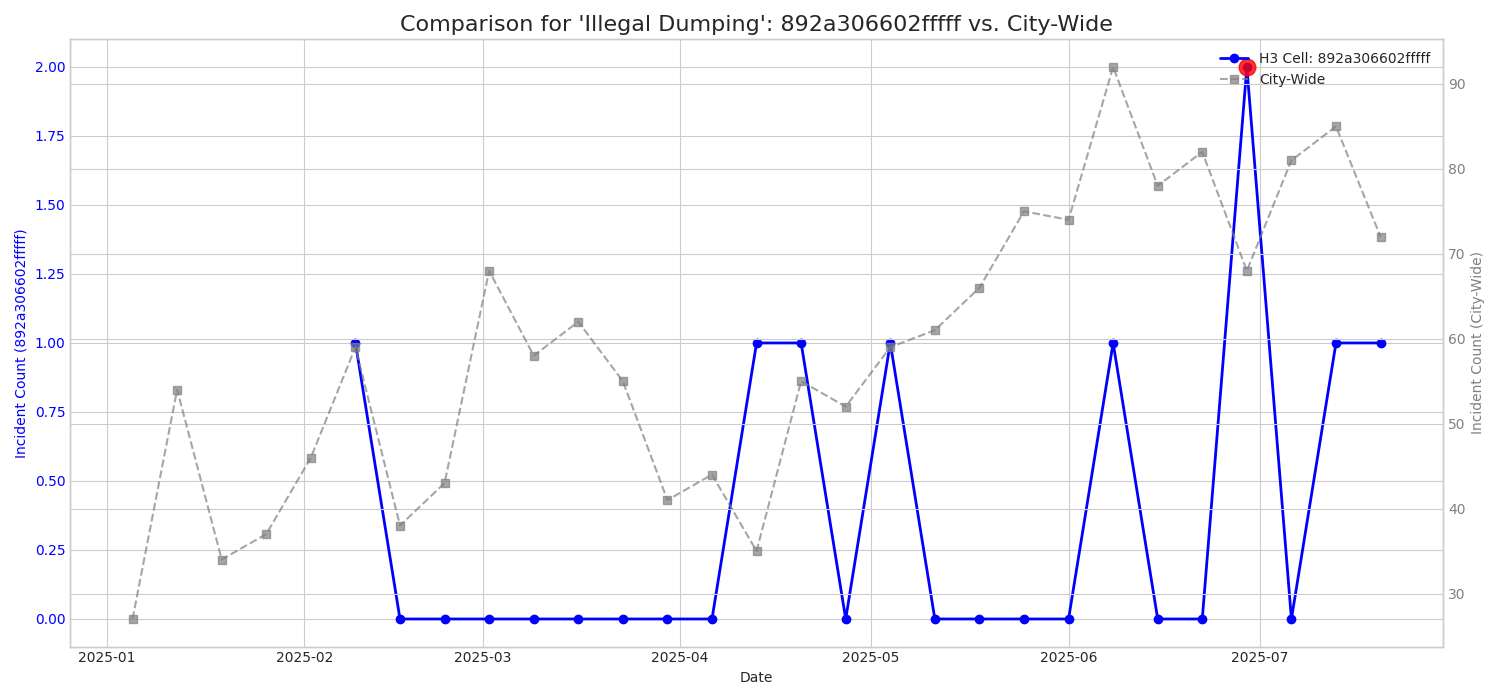 Comparison for 'Illegal Dumping': 892a306602fffff vs. City-Wide
H3 Cell: 892a306602fffff
City-Wide
Incident Count (892a306602fffff)
2.00
1.75
1.50
1.25
1.00
0.75
0.50
0.25
0.00
90
80
70
60
50
40
30
Incident Count (City-Wide)
2025-01 2025-02 2025-03 2025-04 2025-05 2025-06 2025-07
Date